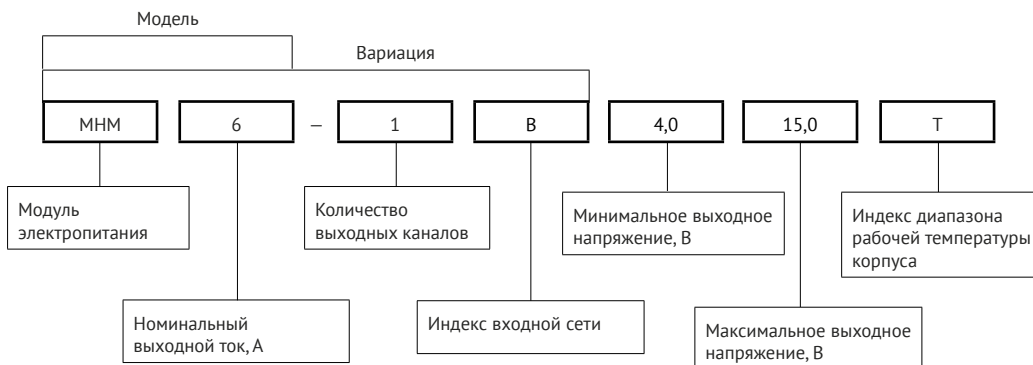 Модель
Вариация
МНМ 6 – 1 В 4,0 15,0 Т
Модуль
электропитания
Количество
выходных каналов
Минимальное выходное
напряжение, В
Индекс диапазона
рабочей температуры
корпуса
Номинальный
выходной ток, А
Индекс входной сети
Максимальное выходное
напряжение, В